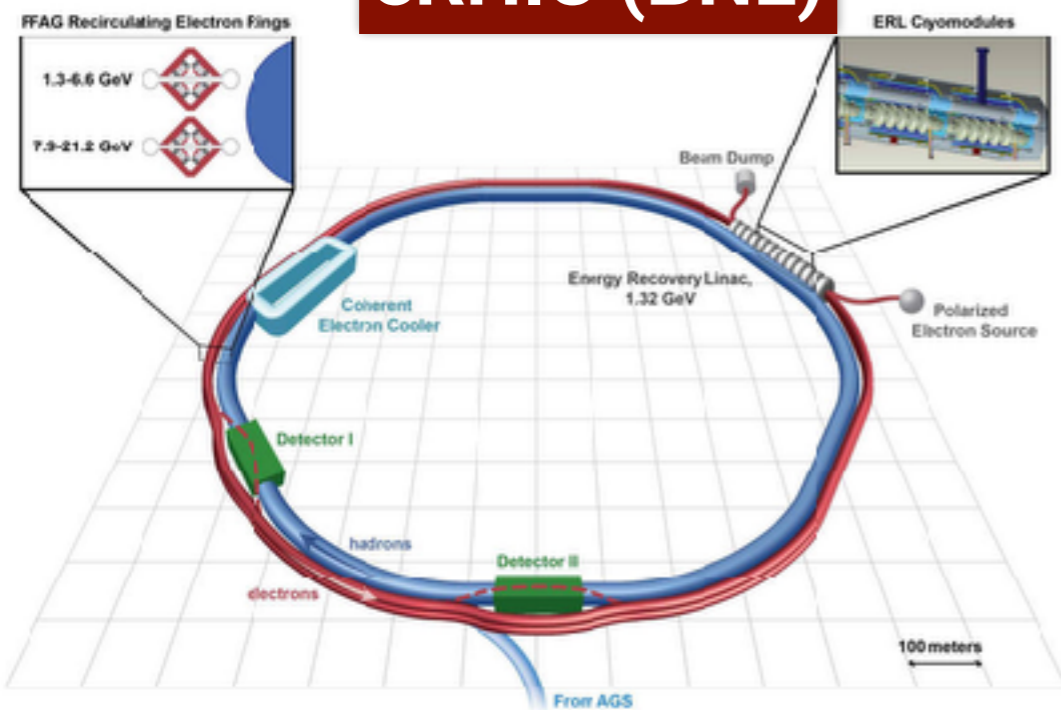 eRHIC (BNL)
FFAG Recirculating Electron Rings
ERL Cryomodules
1.3-6.6 GeV
7.9-21.2 GeV
Beam Dump
Energy Recovery Linac,
1.32 GeV
Polarized
Electron Source
Coherent
Electron Cooler
Detector I
hadrons
Detector II
electrons
100 meters
From AGS